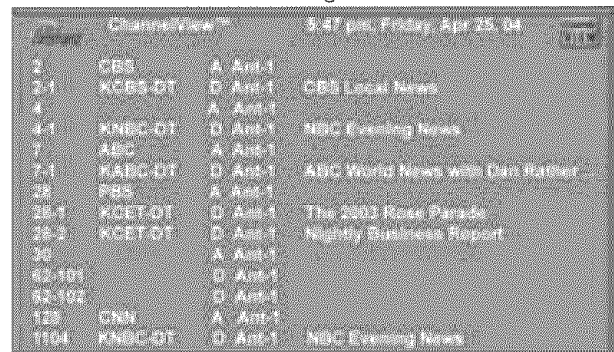 ChannelView™ 5:47 pm, Friday, Apr 25, 04
2 CBS A Ant-1
2-1 KCBS-DT D Ant-1 CBS Local News
4 A Ant-1
4-1 KNBC-DT D Ant-1 NBC Evening News
7 ABC A Ant-1
7-1 KABC-DT D Ant-1 ABC World News with Dan Rather ...
28 PBS A Ant-1
28-1 KCET-DT D Ant-1 The 2003 Rose Parade
28-3 KCET-DT D Ant-1 Nightly Business Report
30 A Ant-1
62-101 D Ant-1
62-102 D Ant-1
128 CNN A Ant-1
1104 KNBC-DT D Ant-1 NBC Evening News